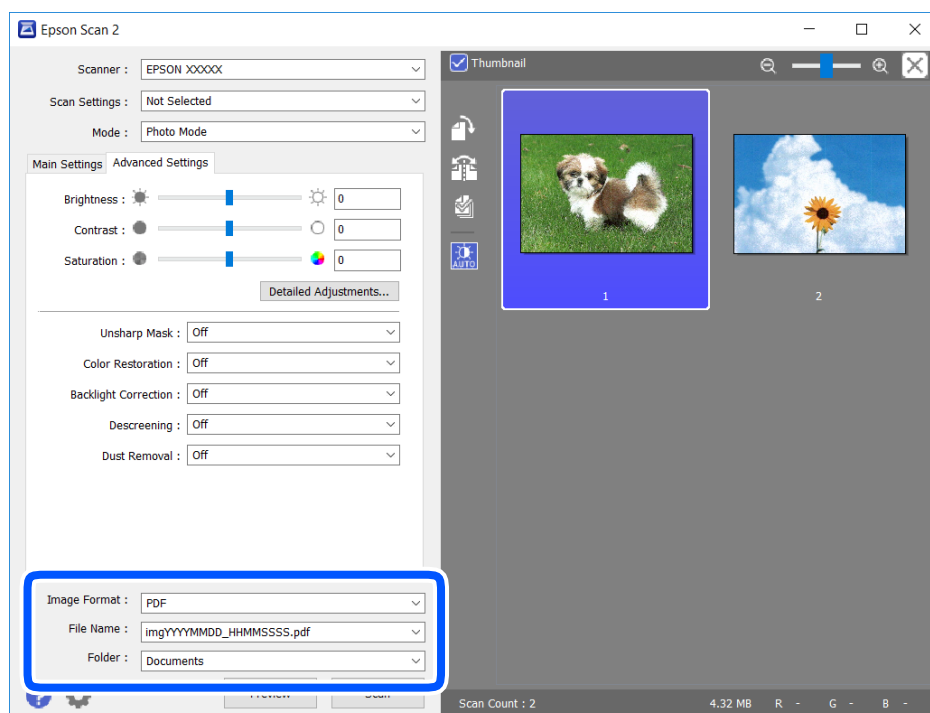 Epson Scan 2
Scanner : EPSON XXXXX
Scan Settings : Not Selected
Mode : Photo Mode
Main Settings Advanced Settings
Brightness : 0
Contrast : 0
Saturation : 0
Detailed Adjustments...
Unsharp Mask : Off
Color Restoration : Off
Backlight Correction : Off
Descreening : Off
Dust Removal : Off
Image Format : PDF
File Name : imgYYYYMMDD_HHMMSSSS.pdf
Folder : Documents
Preview Scan
Thumbnail
AUTO
1 2
Scan Count : 2 4.32 MB R - G - B -